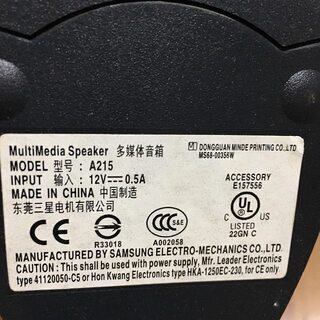 MultiMedia Speaker 多媒体音箱
DONGGUAN MINDE PRINTING CO.,LTD
MS68-00356W
MODEL 型号: A215
INPUT 输入: 12V⎓0.5A
MADE IN CHINA 中国制造
东莞三星电机有限公司
ACCESSORY
E157556
CE
R33018
CCC
S&E
A002058
c UL US
LISTED
22GN C
MANUFACTURED BY SAMSUNG ELECTRO-MECHANICS CO.,LTD.
"Shall use this with power supply, Mfr. Leader Electronics
type 41120050-C5 or Hon Kwang Electronics type HKA-1250EC-230, for CE only